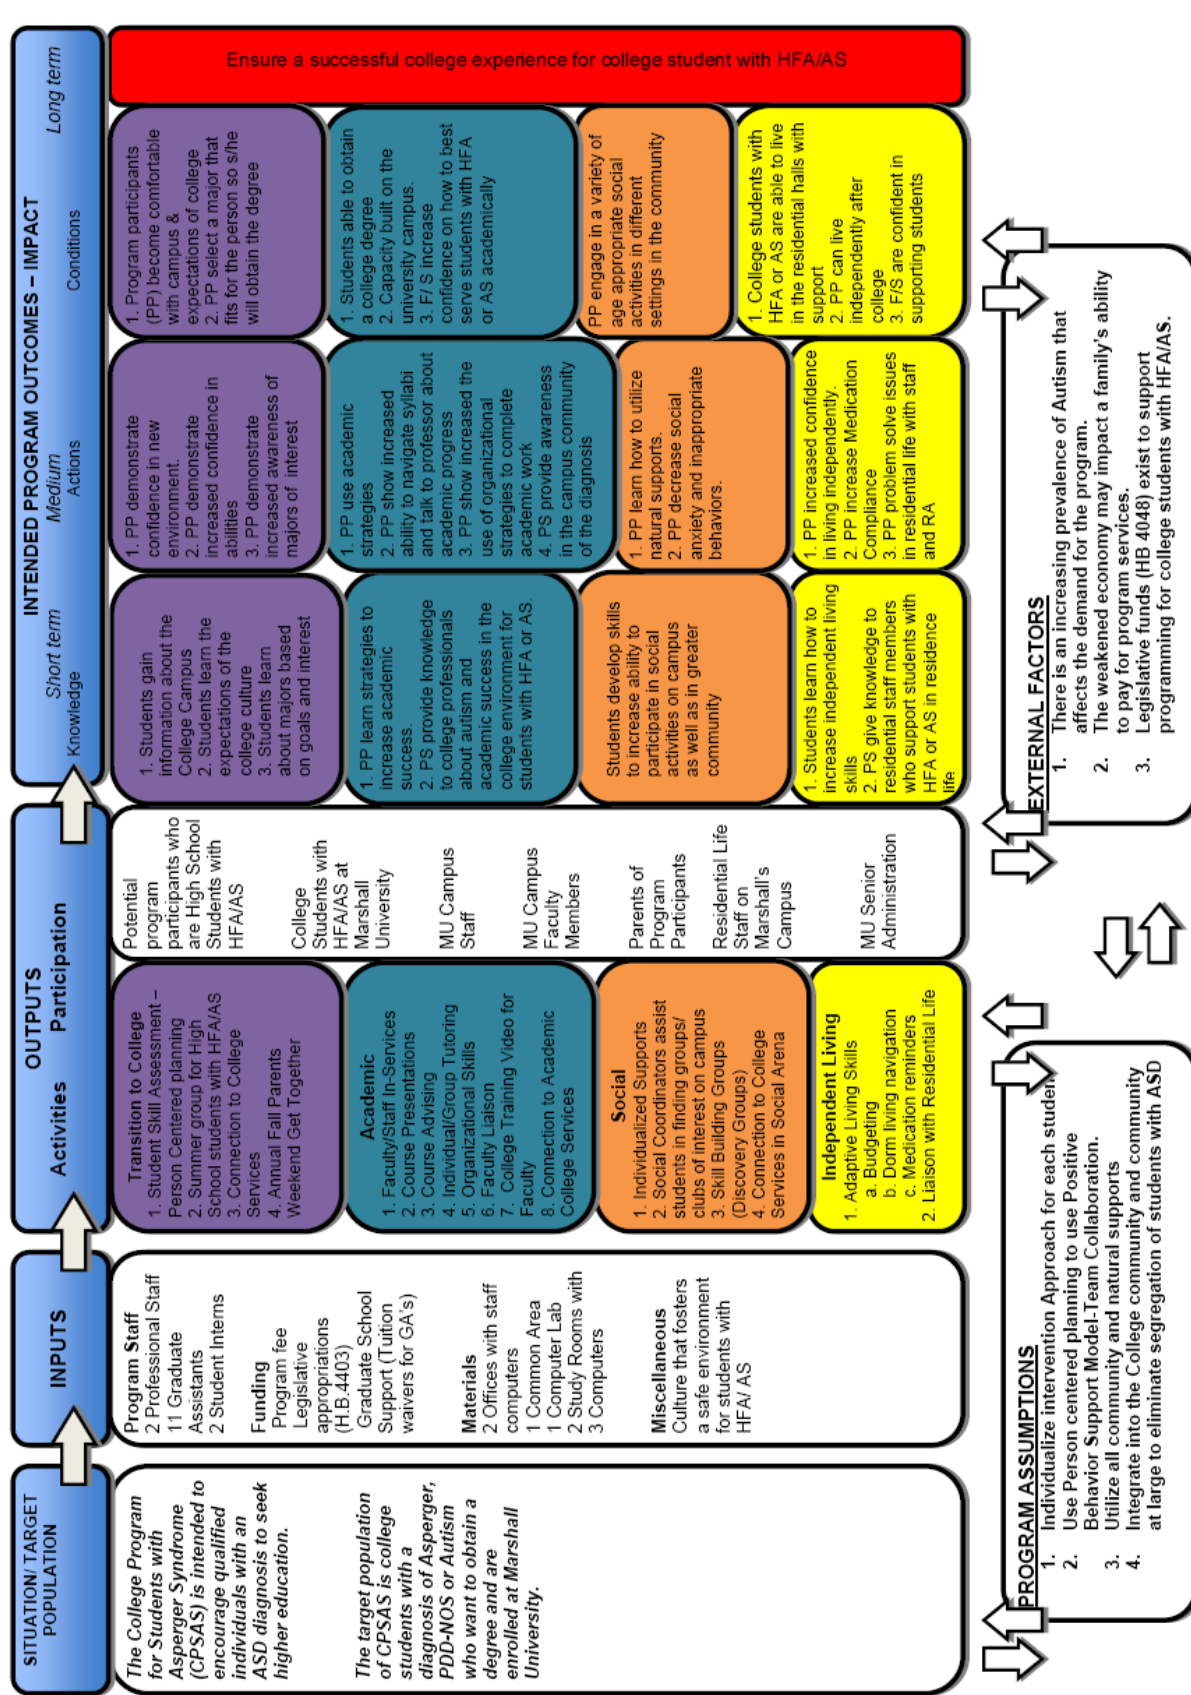 SITUATION/ TARGET
POPULATION
The College Program
for Students with
Asperger Syndrome
(CPSAS) is intended to
encourage qualified
individuals with an
ASD diagnosis to seek
higher education.
The target population
of CPSAS is college
students with a
diagnosis of Asperger,
PDD-NOS or Autism
who want to obtain a
degree and are
enrolled at Marshall
University.
INPUTS
Program Staff
2 Professional Staff
11 Graduate
Assistants
2 Student Interns
Funding
Program fee
Legislative
appropriations
(H.B.4403)
Graduate School
Support (Tuition
waivers for GA's)
Materials
2 Offices with staff
computers
1 Common Area
1 Computer Lab
2 Study Rooms with
3 Computers
Miscellaneous
Culture that fosters
a safe environment
for students with
HFA/ AS
OUTPUTS
Activities Participation
Transition to College
1. Student Skill Assessment –
Person Centered planning
2. Summer group for High
School students with HFA/AS
3. Connection to College
Services
4. Annual Fall Parents
Weekend Get Together
Academic
1. Faculty/Staff In-Services
2. Course Presentations
3. Course Advising
4. Individual/Group Tutoring
5. Organizational Skills
6. Faculty Liaison
7. College Training Video for
Faculty
8. Connection to Academic
College Services
Social
1. Individualized Supports
2. Social Coordinators assist
students in finding groups/
clubs of interest on campus
3. Skill Building Groups
(Discovery Groups)
4. Connection to College
Services in Social Arena
Independent Living
1. Adaptive Living Skills
a. Budgeting
b. Dorm living navigation
c. Medication reminders
2. Liaison with Residential Life
Potential
program
participants who
are High School
Students with
HFA/AS
College
Students with
HFA/AS at
Marshall
University
MU Campus
Staff
MU Campus
Faculty
Members
Parents of
Program
Participants
Residential Life
Staff on
Marshall's
Campus
MU Senior
Administration
INTENDED PROGRAM OUTCOMES – IMPACT
Short term Medium Long term
Knowledge Actions Conditions
1. Students gain
information about the
College Campus
2. Students learn the
expectations of the
college culture
3. Students learn
about majors based
on goals and interest
1. PP learn strategies to
increase academic
success.
2. PS provide knowledge
to college professionals
about autism and
academic success in the
college environment for
students with HFA or AS.
Students develop skills
to increase ability to
participate in social
activities on campus
as well as in greater
community
1. Students learn how to
increase independent living
skills
2. PS give knowledge to
residential staff members
who support students with
HFA or AS in residence
life
1. PP demonstrate
confidence in new
environment.
2. PP demonstrate
increased confidence in
abilities
3. PP demonstrate
increased awareness of
majors of interest
1. PP use academic
strategies
2. PP show increased
ability to navigate syllabi
and talk to professor about
academic progress
3. PP show increased the
use of organizational
strategies to complete
academic work
4. PS provide awareness
in the campus community
of the diagnosis
1. PP learn how to utilize
natural supports.
2. PP decrease social
anxiety and inappropriate
behaviors.
1. PP increased confidence
in living independently.
2. PP increase Medication
Compliance
3. PP problem solve issues
in residential life with staff
and RA
1. Program participants
(PP) become comfortable
with campus &
expectations of college
2. PP select a major that
fits for the person so s/he
will obtain the degree
1. Students able to obtain
a college degree
2. Capacity built on the
university campus.
3. F/ S increase
confidence on how to best
serve students with HFA
or AS academically
PP engage in a variety of
age appropriate social
activities in different
settings in the community
1. College students with
HFA or AS are able to live
in the residential halls with
support
2. PP can live
independently after
college
3. F/S are confident in
supporting students
Ensure a successful college experience for college student with HFA/AS
PROGRAM ASSUMPTIONS
1. Individualize intervention Approach for each student
2. Use Person centered planning to use Positive
Behavior Support Model-Team Collaboration.
3. Utilize all community and natural supports
4. Integrate into the College community and community
at large to eliminate segregation of students with ASD
EXTERNAL FACTORS
1. There is an increasing prevalence of Autism that
affects the demand for the program.
2. The weakened economy may impact a family's ability
to pay for program services.
3. Legislative funds (HB 4048) exist to support
programming for college students with HFA/AS.